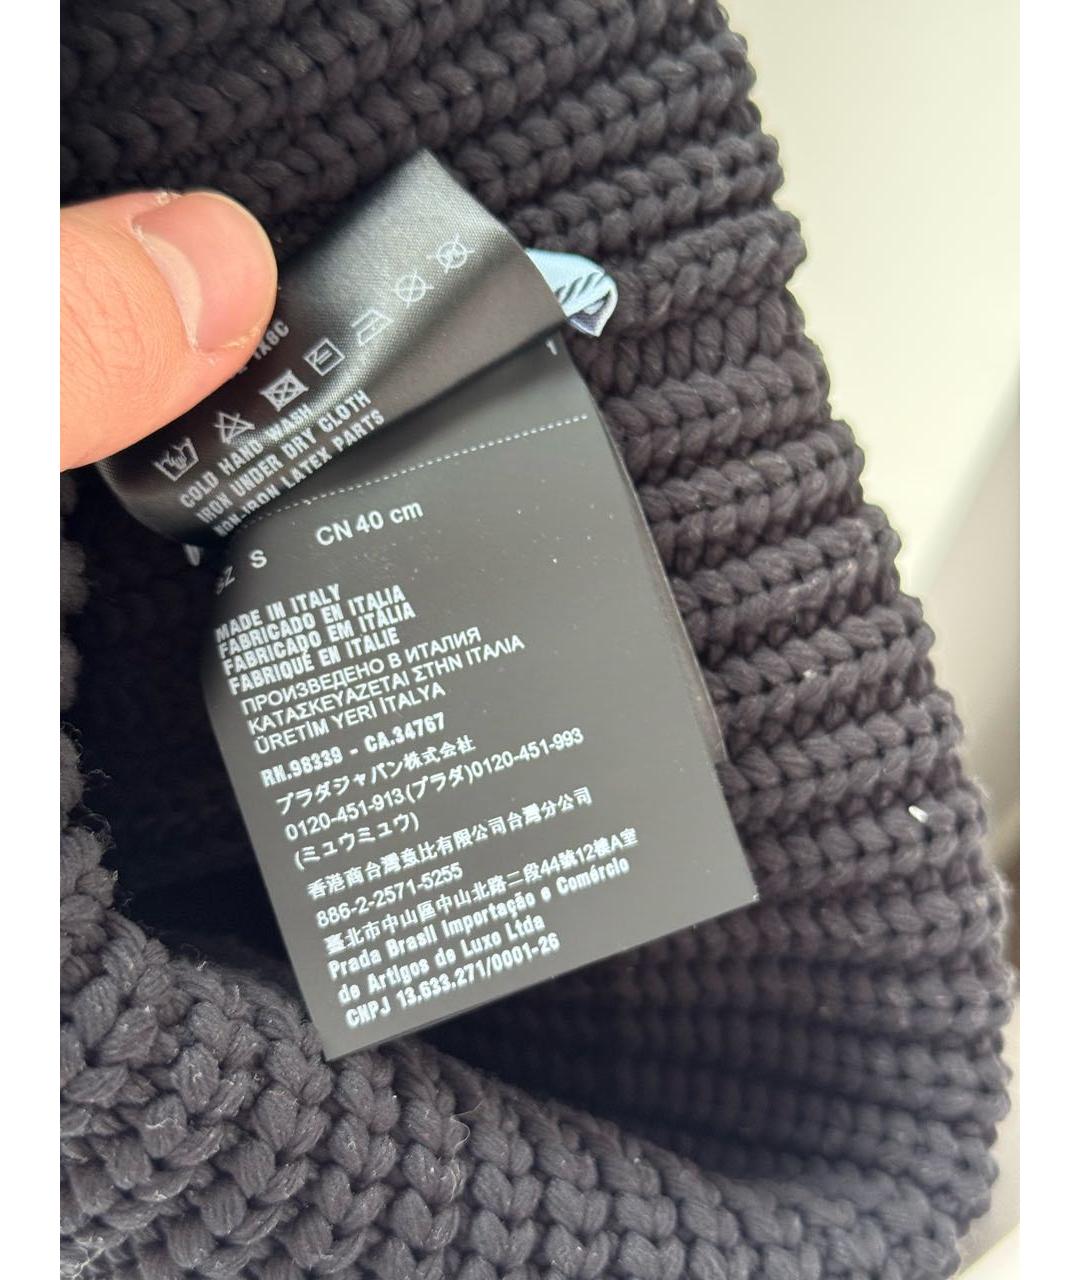 1X8C
COLD HAND WASH
IRON UNDER DRY CLOTH
NON IRON LATEX PARTS
SZ S CN 40 cm
MADE IN ITALY
FABRICADO EN ITALIA
FABRICADO EM ITÁLIA
FABRIQUÉ EN ITALIE
ПРОИЗВЕДЕНО В ИТАЛИЯ
ΚΑΤΑΣΚΕΥΑΖΕΤΑΙ ΣΤΗΝ ΙΤΑΛΙΑ
ÜRETİM YERİ İTALYA
RN.98339 - CA.34767
プラダジャパン株式会社
0120-451-913(プラダ)0120-451-993
(ミュウミュウ)
香港商台灣意比有限公司台灣分公司
886-2-2571-5255
臺北市中山區中山北路二段44號12樓A室
Prada Brasil Importação e Comércio
de Artigos de Luxo Ltda
CNPJ 13.633.271/0001-26